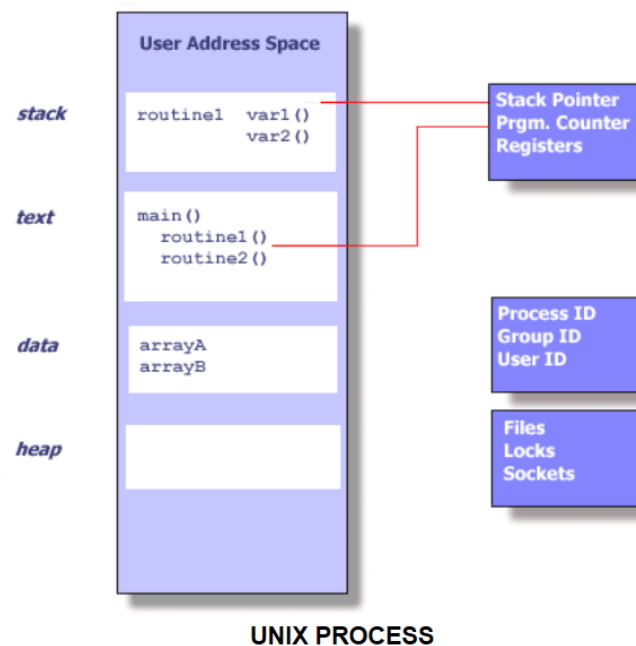 User Address Space
stack
routine1 var1()
var2()
Stack Pointer
Prgm. Counter
Registers
text
main()
routine1()
routine2()
data
arrayA
arrayB
Process ID
Group ID
User ID
heap
Files
Locks
Sockets
UNIX PROCESS